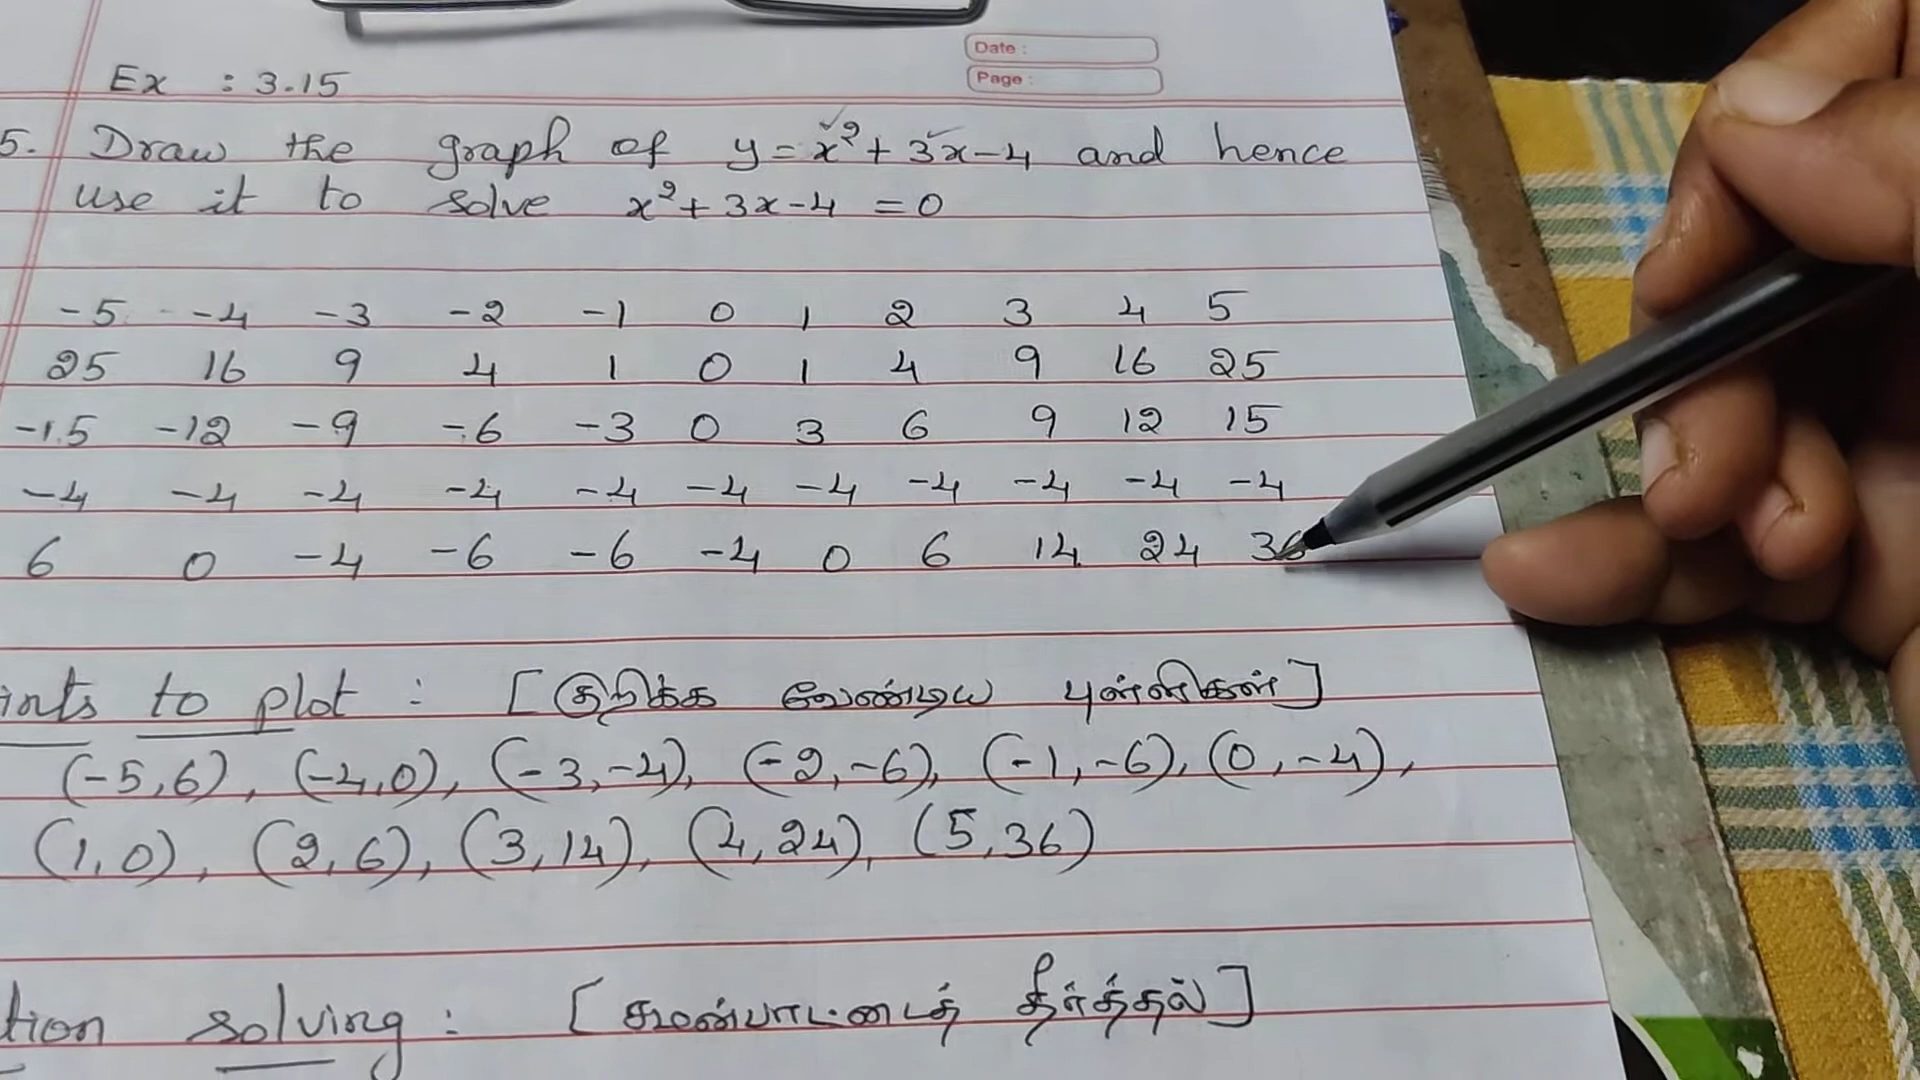 Date :
Page :
Ex : 3.15
5. Draw the graph of y = x² + 3x - 4 and hence
use it to solve x² + 3x - 4 = 0
-5 -4 -3 -2 -1 0 1 2 3 4 5
25 16 9 4 1 0 1 4 9 16 25
-15 -12 -9 -6 -3 0 3 6 9 12 15
-4 -4 -4 -4 -4 -4 -4 -4 -4 -4 -4
6 0 -4 -6 -6 -4 0 6 14 24 36
ints to plot : [குறிக்க வேண்டிய புள்ளிகள்]
(-5,6), (-4,0), (-3,-4), (-2,-6), (-1,-6), (0,-4),
(1,0), (2,6), (3,14), (4,24), (5,36)
tion solving : [சமன்பாட்டைத் தீர்த்தல்]